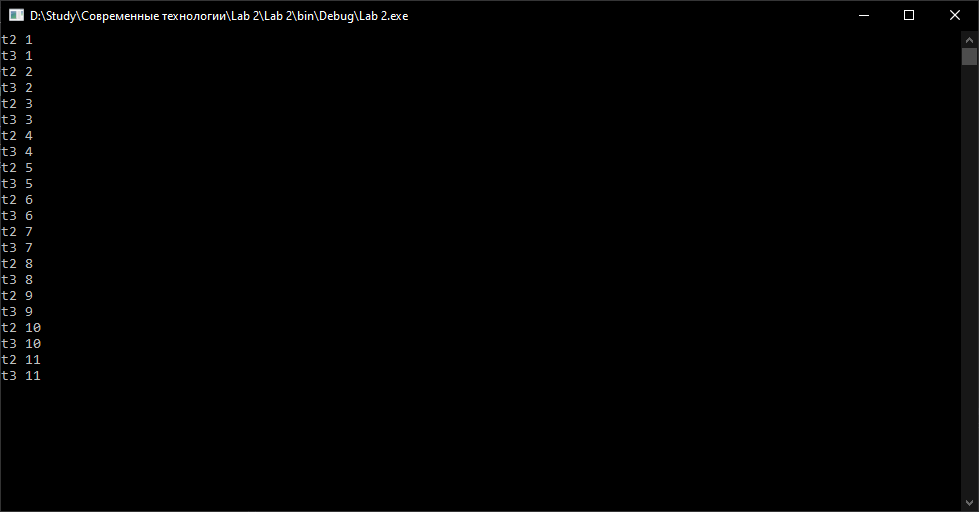 D:\Study\Современные технологии\Lab 2\Lab 2\bin\Debug\Lab 2.exe
t2 1
t3 1
t2 2
t3 2
t2 3
t3 3
t2 4
t3 4
t2 5
t3 5
t2 6
t3 6
t2 7
t3 7
t2 8
t3 8
t2 9
t3 9
t2 10
t3 10
t2 11
t3 11